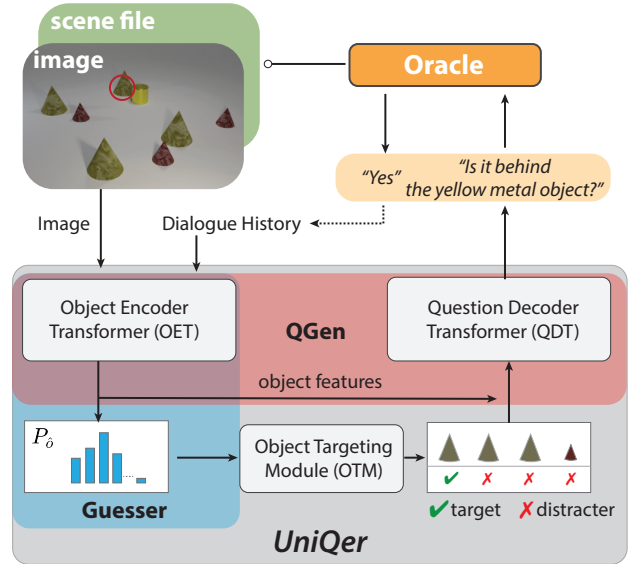 scene file
image
Oracle
“Yes”
“Is it behind
the yellow metal object?”
Image
Dialogue History
Object Encoder
Transformer (OET)
QGen
Question Decoder
Transformer (QDT)
object features
P_ô
Object Targeting
Module (OTM)
Guesser
✔target ✗distracter
UniQer